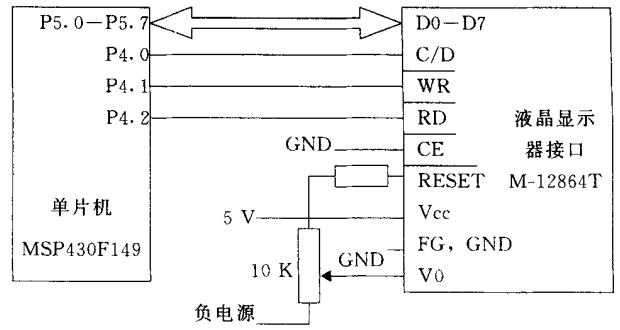 P5.0—P5.7
P4.0
P4.1
P4.2
单片机
MSP430F149
GND
5 V
10 K
GND
负电源
D0—D7
C/D
WR
RD
CE
RESET
Vcc
FG, GND
V0
液晶显示
器接口
M-12864T